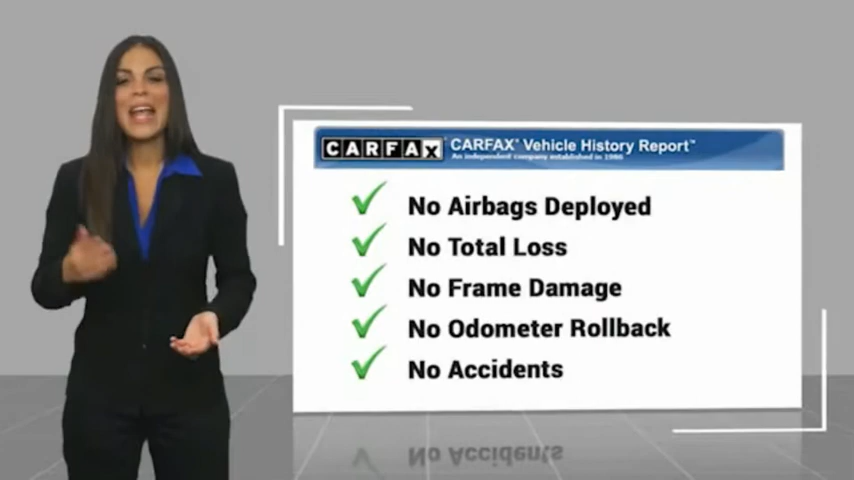 CARFAX
CARFAX™ Vehicle History Report™
An independent company established in 1986
No Airbags Deployed
No Total Loss
No Frame Damage
No Odometer Rollback
No Accidents
No Accidents